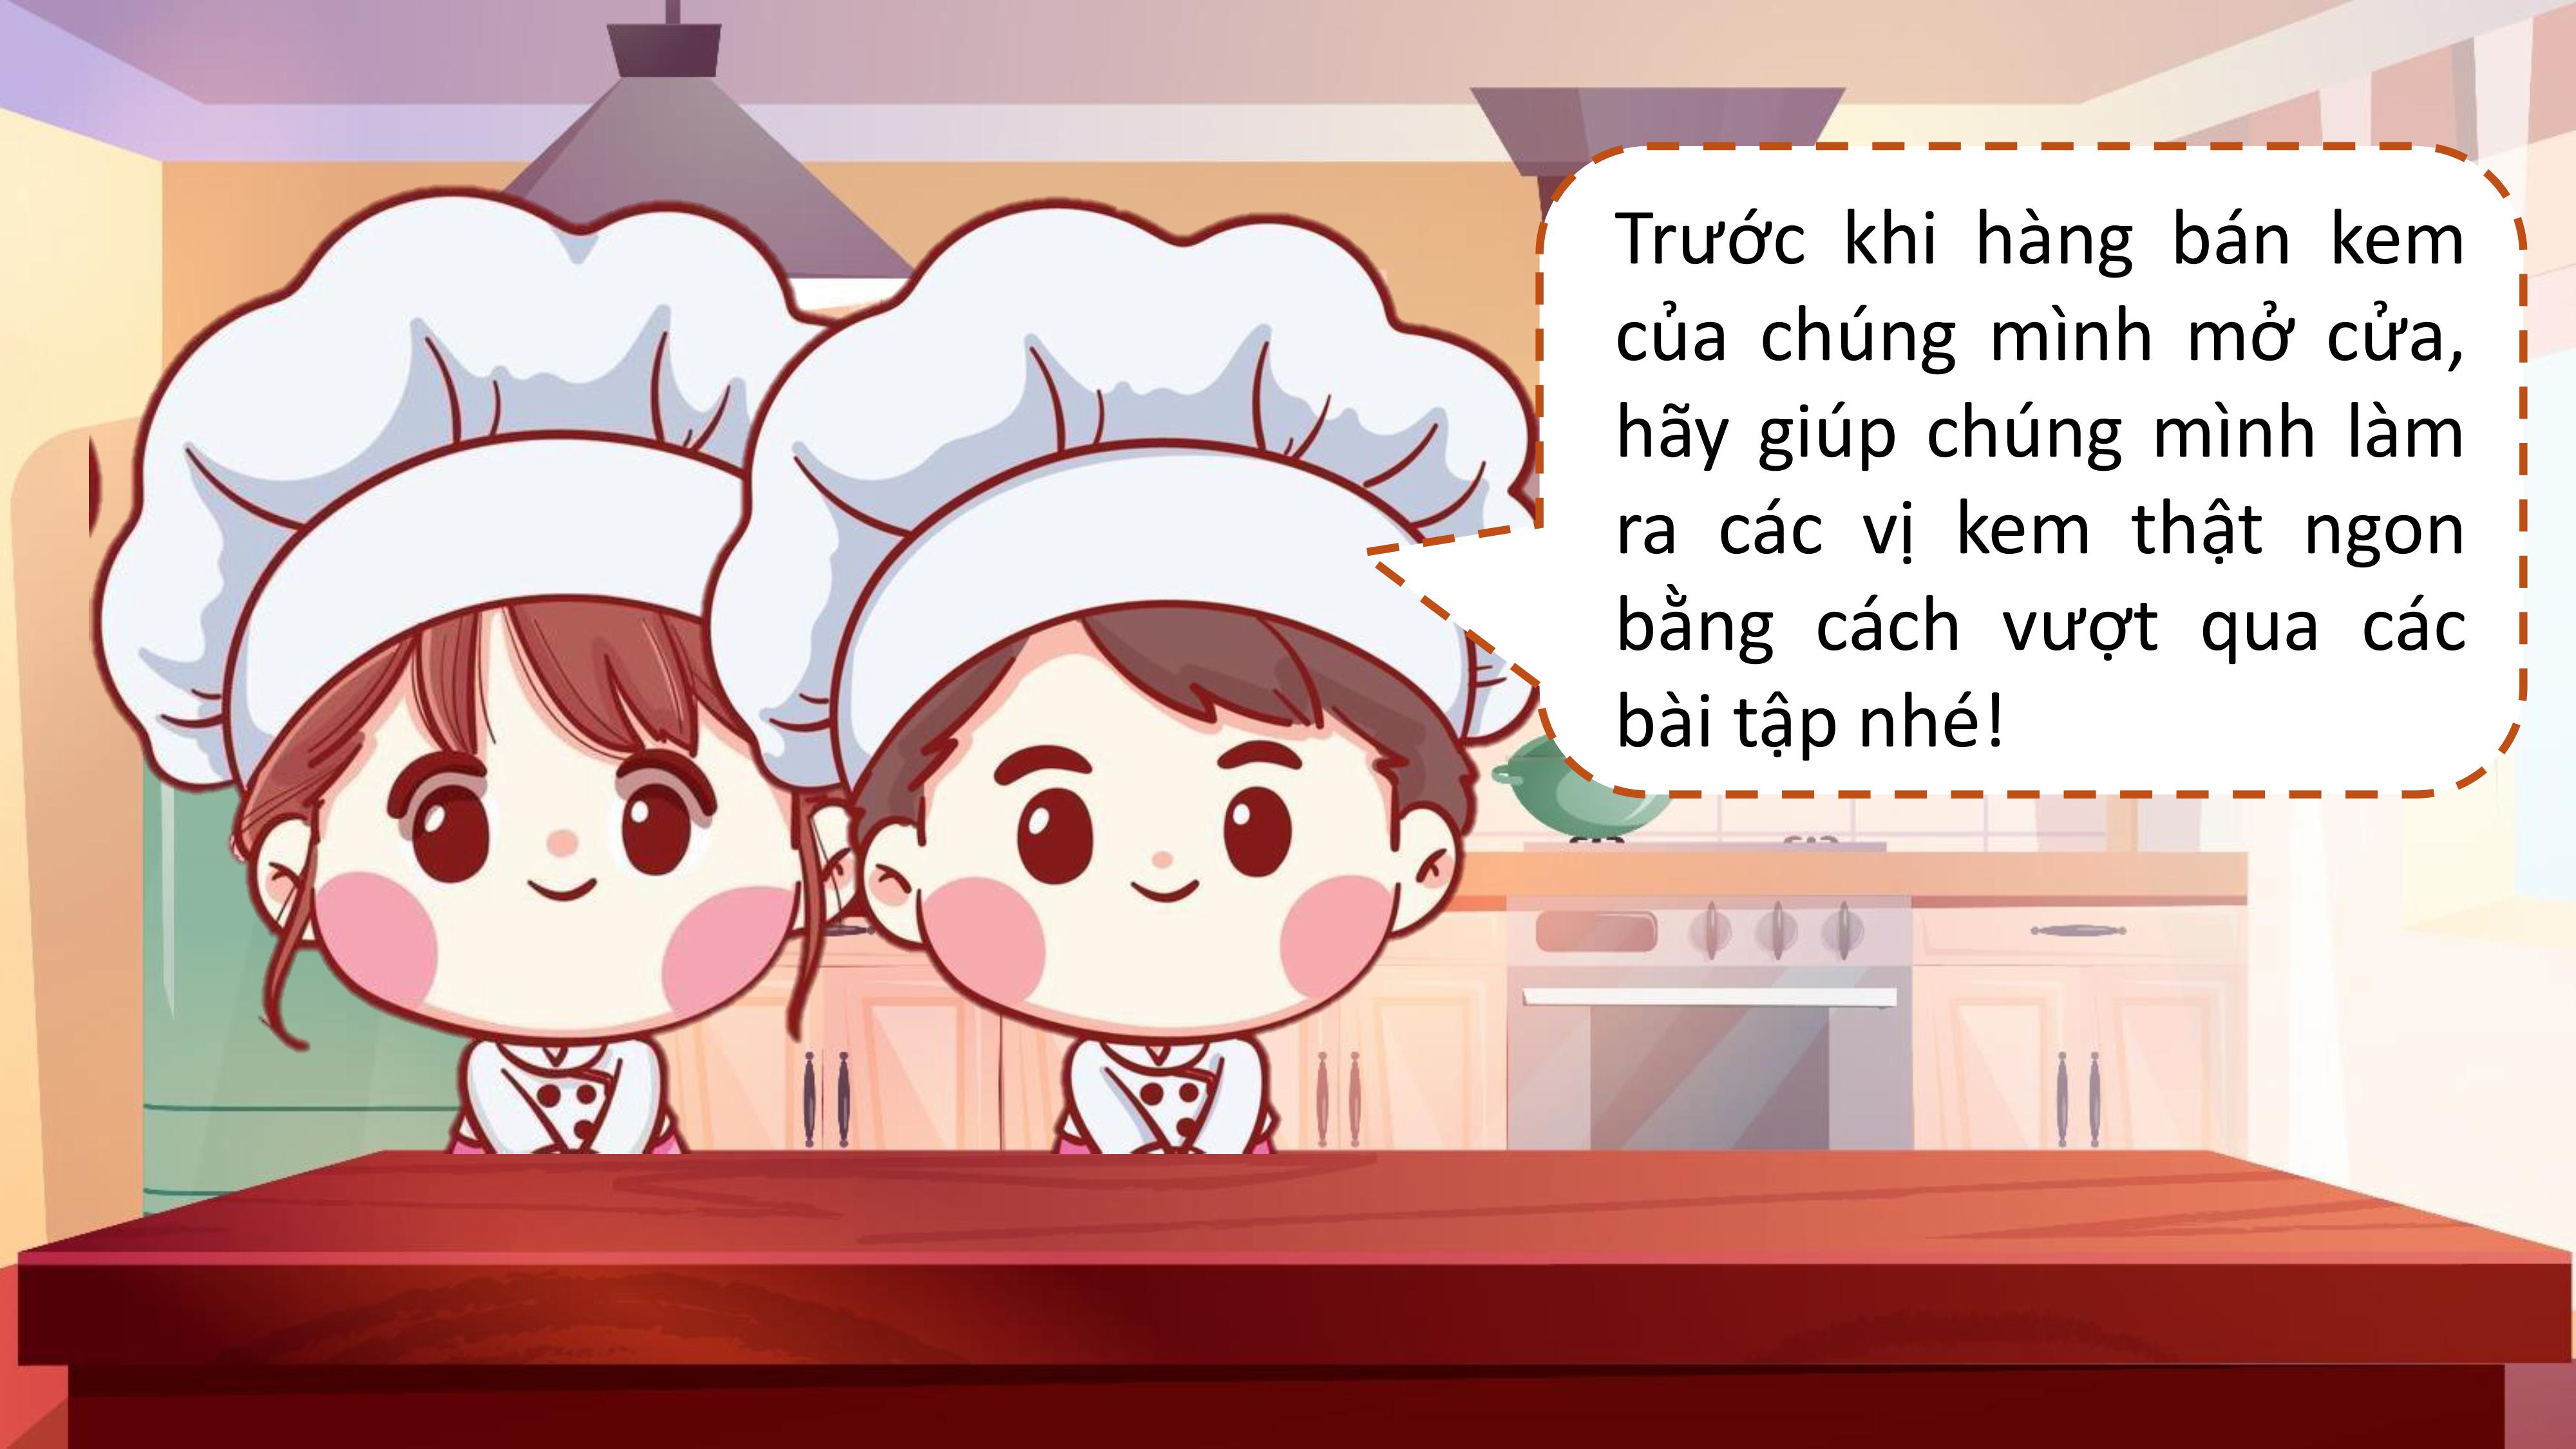 Trước khi hàng bán kem
của chúng mình mở cửa,
hãy giúp chúng mình làm
ra các vị kem thật ngon
bằng cách vượt qua các
bài tập nhé!